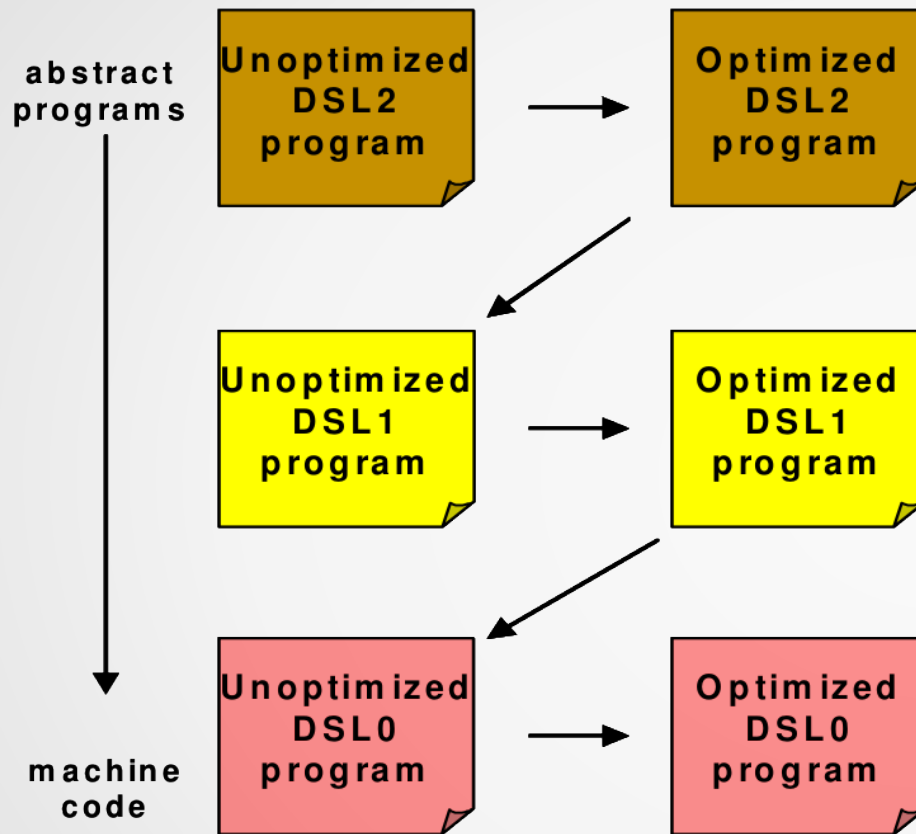 abstract
programs
Unoptimized
DSL2
program
Optimized
DSL2
program
Unoptimized
DSL1
program
Optimized
DSL1
program
Unoptimized
DSL0
program
Optimized
DSL0
program
machine
code